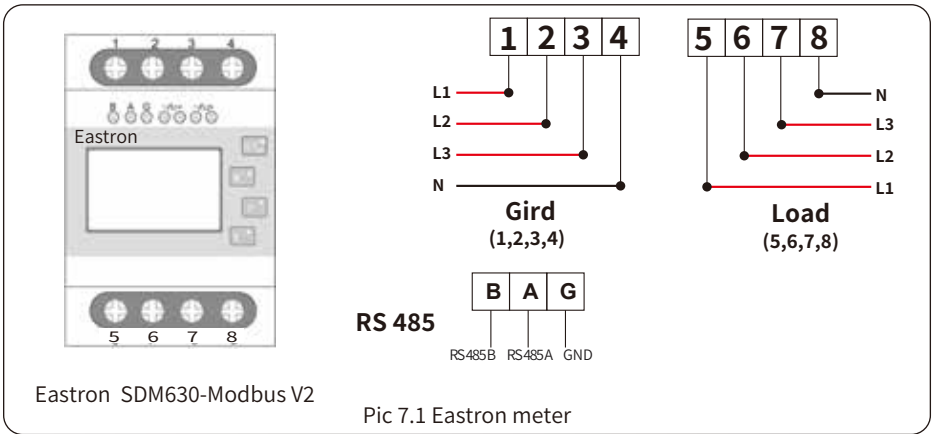 1 2 3 4
B A G
Eastron
5 6 7 8
Eastron SDM630-Modbus V2
1 2 3 4
L1
L2
L3
N
Gird
(1,2,3,4)
5 6 7 8
N
L3
L2
L1
Load
(5,6,7,8)
RS 485
B A G
RS485B RS485A GND
Pic 7.1 Eastron meter